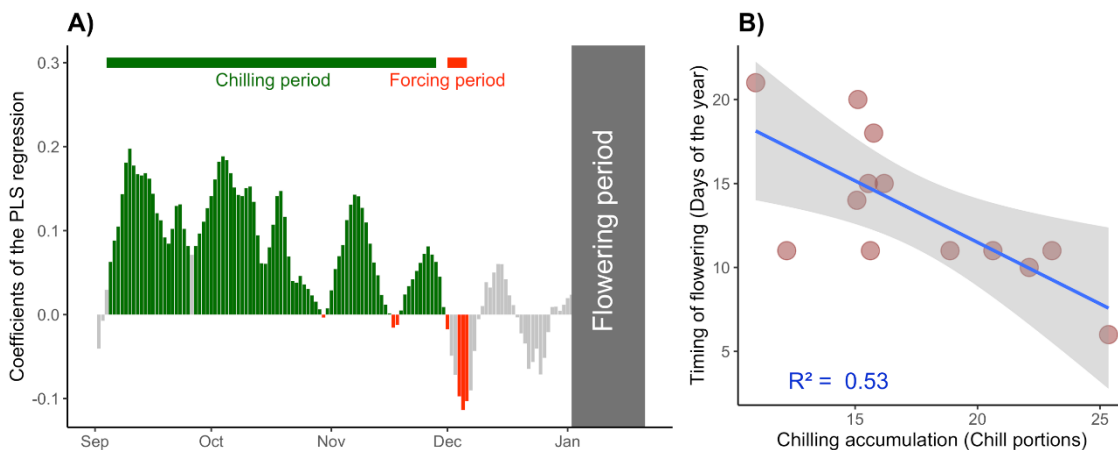 A)
Coefficients of the PLS regression
0.3
0.2
0.1
0.0
-0.1
Chilling period
Forcing period
Flowering period
Sep
Oct
Nov
Dec
Jan
B)
Timing of flowering (Days of the year)
20
15
10
5
R² = 0.53
15
20
25
Chilling accumulation (Chill portions)